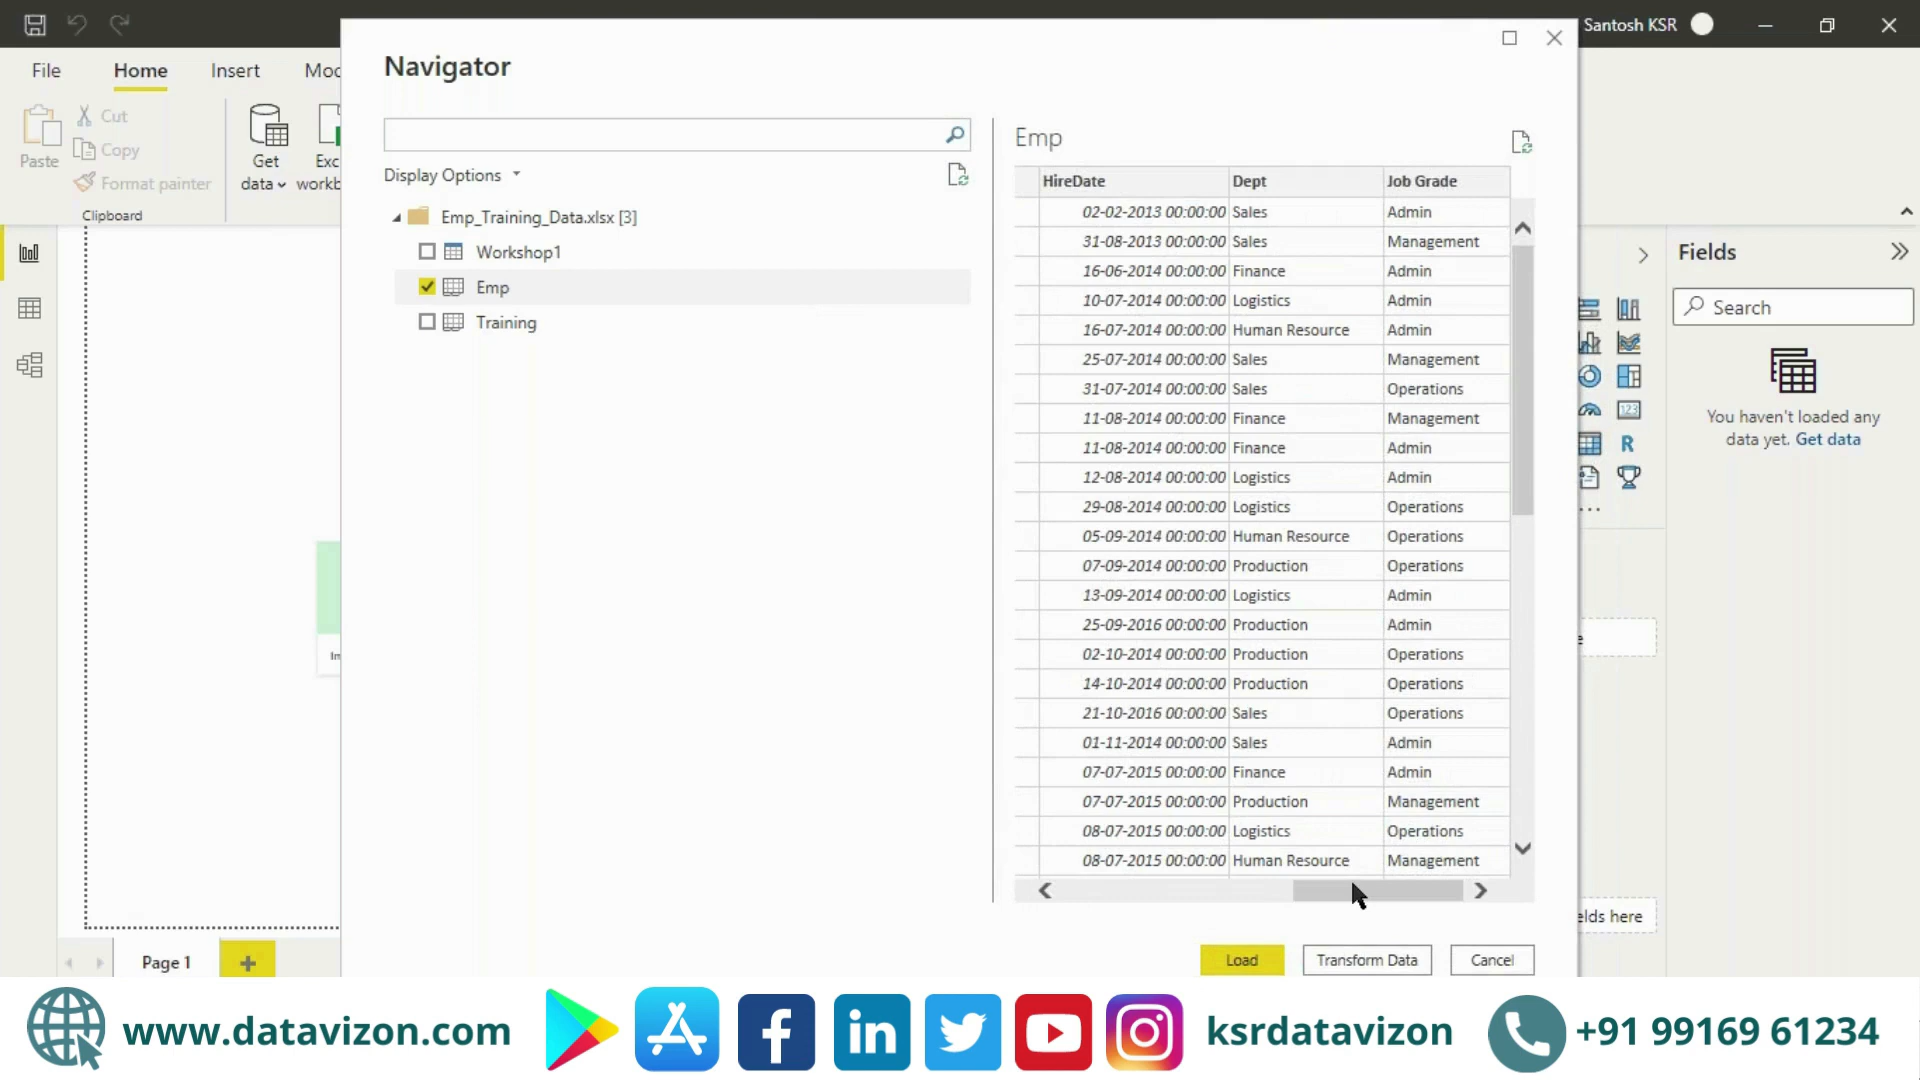 Santosh KSR
File Home Insert Mod
Paste
Cut
Copy
Format painter
Clipboard
Get data
Exc
workb
Navigator
Display Options
Emp_Training_Data.xlsx [3]
Workshop1
Emp
Training
Emp
HireDate Dept Job Grade
02-02-2013 00:00:00 Sales Admin
31-08-2013 00:00:00 Sales Management
16-06-2014 00:00:00 Finance Admin
10-07-2014 00:00:00 Logistics Admin
16-07-2014 00:00:00 Human Resource Admin
25-07-2014 00:00:00 Sales Management
31-07-2014 00:00:00 Sales Operations
11-08-2014 00:00:00 Finance Management
11-08-2014 00:00:00 Finance Admin
12-08-2014 00:00:00 Logistics Admin
29-08-2014 00:00:00 Logistics Operations
05-09-2014 00:00:00 Human Resource Operations
07-09-2014 00:00:00 Production Operations
13-09-2014 00:00:00 Logistics Admin
25-09-2016 00:00:00 Production Admin
02-10-2014 00:00:00 Production Operations
14-10-2014 00:00:00 Production Operations
21-10-2016 00:00:00 Sales Operations
01-11-2014 00:00:00 Sales Admin
07-07-2015 00:00:00 Finance Admin
07-07-2015 00:00:00 Production Management
08-07-2015 00:00:00 Logistics Operations
08-07-2015 00:00:00 Human Resource Management
Load Transform Data Cancel
Fields
Search
You haven't loaded any
data yet. Get data
123
R
elds here
Page 1
www.datavizon.com
f
in
ksrdatavizon
+91 99169 61234